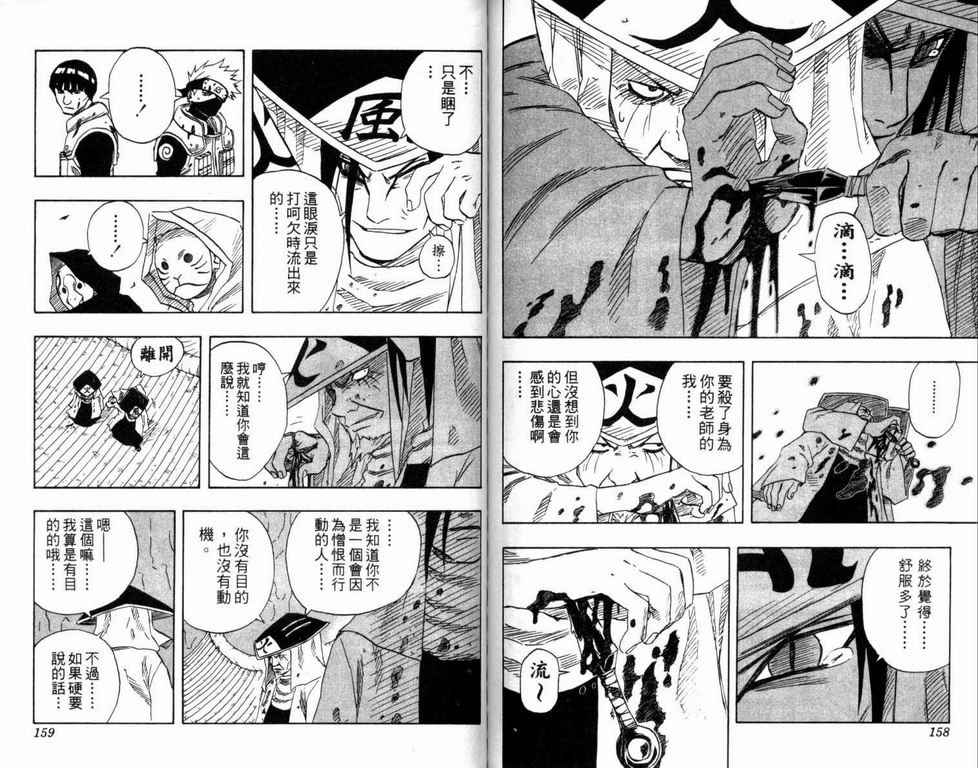 滴…滴…
………
要殺了身為
你的老師的
我……
但沒想到你
的心還是會
感到悲傷啊
……
火
終於覺得……
舒服多了……
流～
158
不…
只是睏了
…
風
火
擦…
這眼淚只是
打呵欠時流出來
的…
……！
……
哼…
我就知道你會這
麼說……
離開
……
我知道你不
是一個會因
為憎恨而行
動的人……
你沒有目的
，也沒有動
機。
嗯——
這個嘛……
我算是有目
的的哦……
不過……
如果硬要
說的話…
159